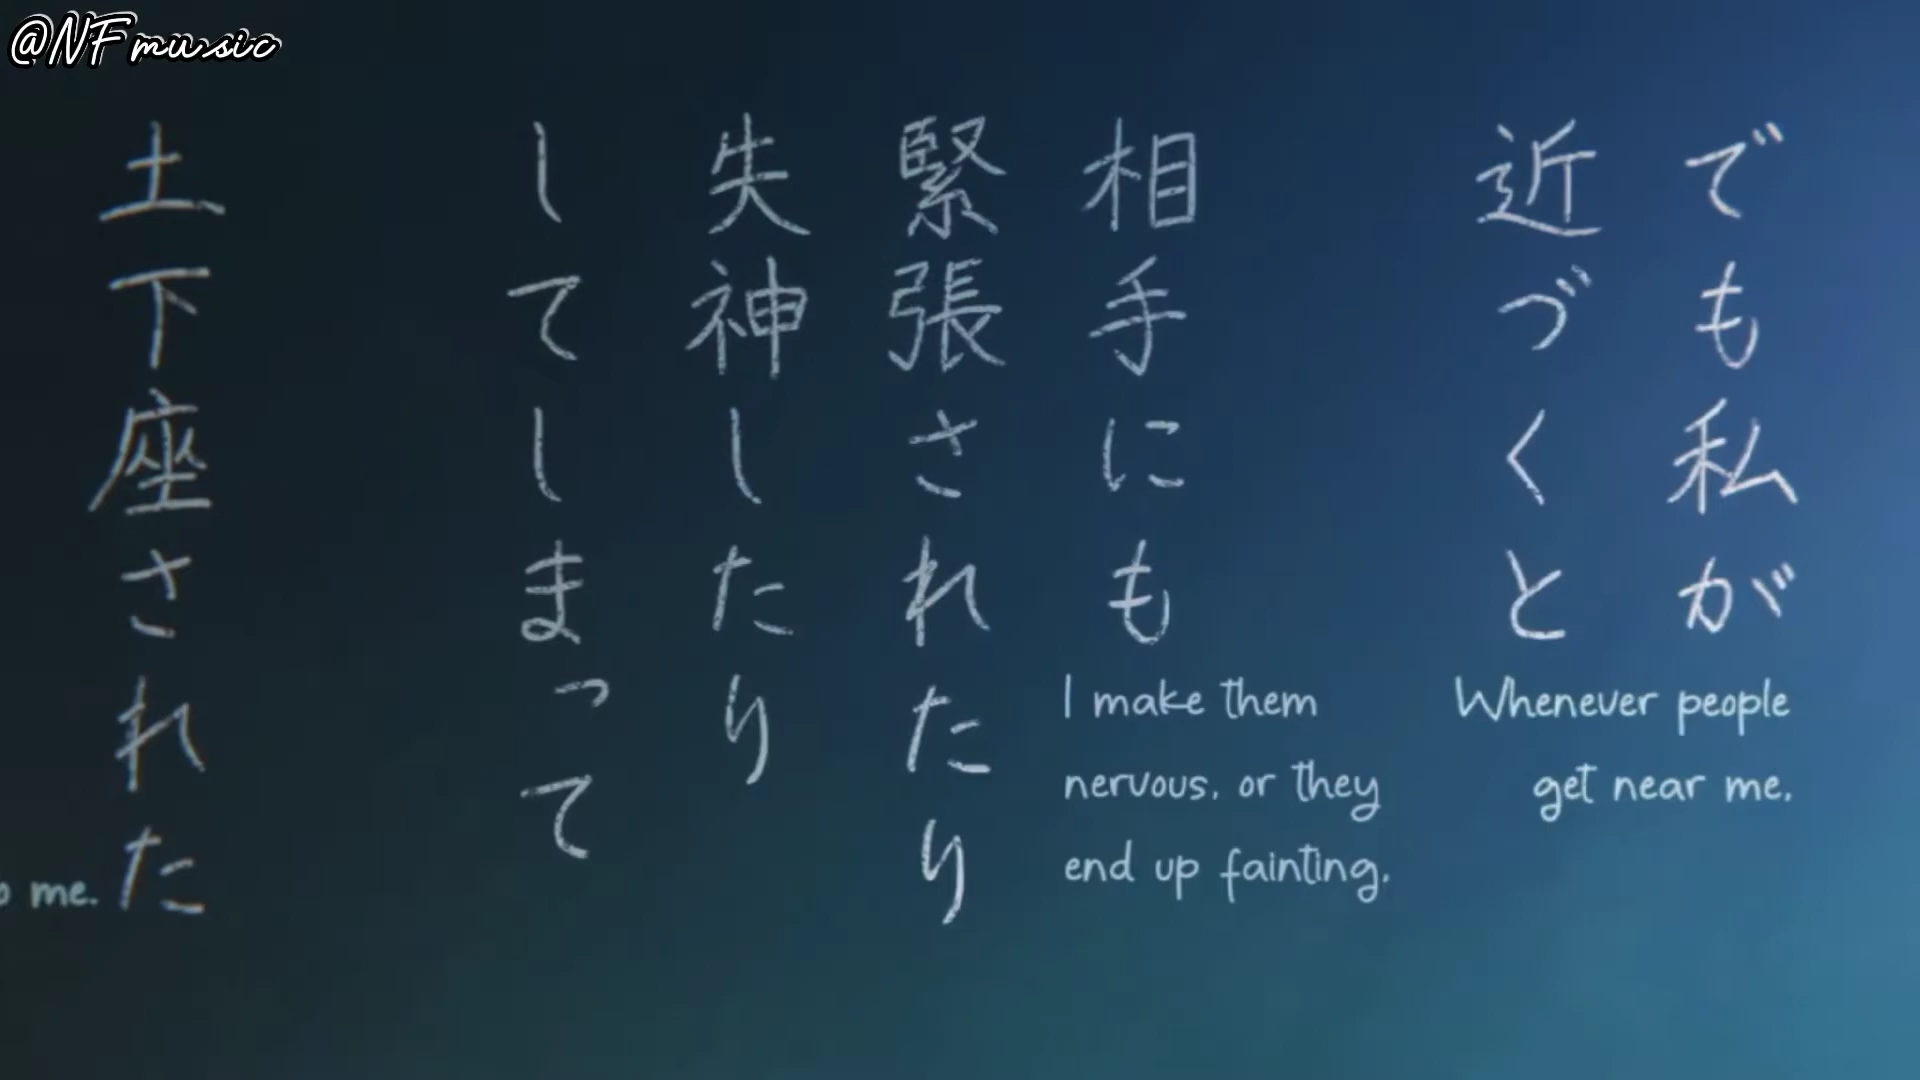 @NFmusic
でも私が
近づくと
Whenever people
get near me,
相手にも
緊張されたり
失神したり
してしまって
I make them
nervous, or they
end up fainting.
土下座された
me.